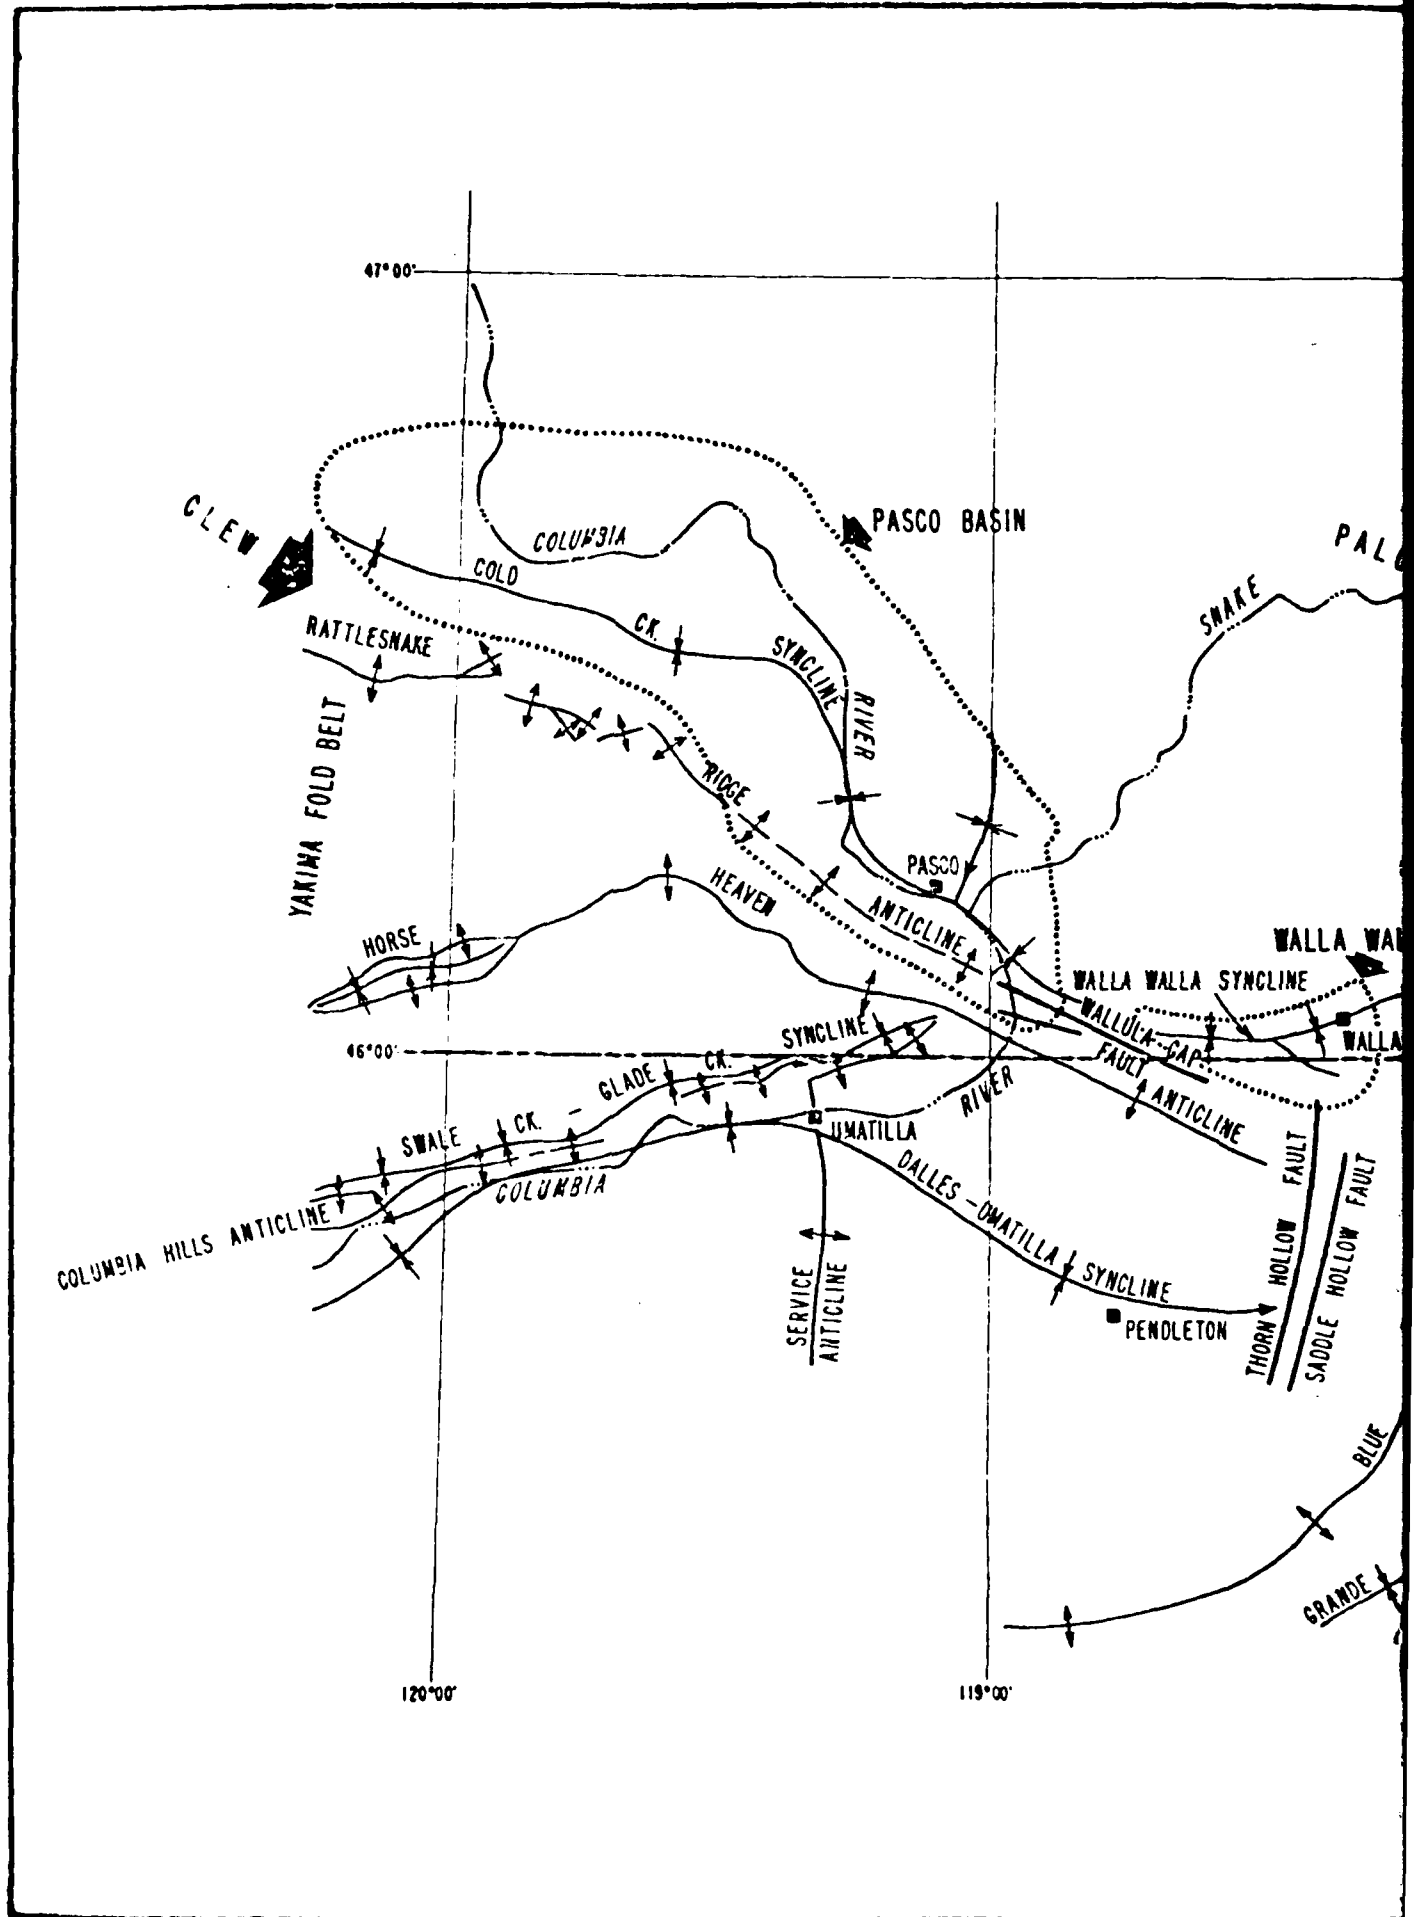 47°00'
CLEW
PASCO BASIN
COLUMBIA
COLD
CK.
SYNCLINE
RIVER
SNAKE
RATTLESNAKE
RIDGE
ANTICLINE
YAKIMA FOLD BELT
PASCO
HORSE
HEAVEN
ANTICLINE
WALLA
WALLA WALLA SYNCLINE
WALLULA GAP
FAULT
WALLA
46°00'
SWALE
CK. - GLADE
CK.
SYNCLINE
RIVER
UMATILLA
COLUMBIA
COLUMBIA HILLS ANTICLINE
DALLES - UMATILLA
SYNCLINE
SERVICE
ANTICLINE
PENDLETON
THORN HOLLOW FAULT
SADDLE HOLLOW FAULT
BLUE
GRANDE
120°00'
119°00'